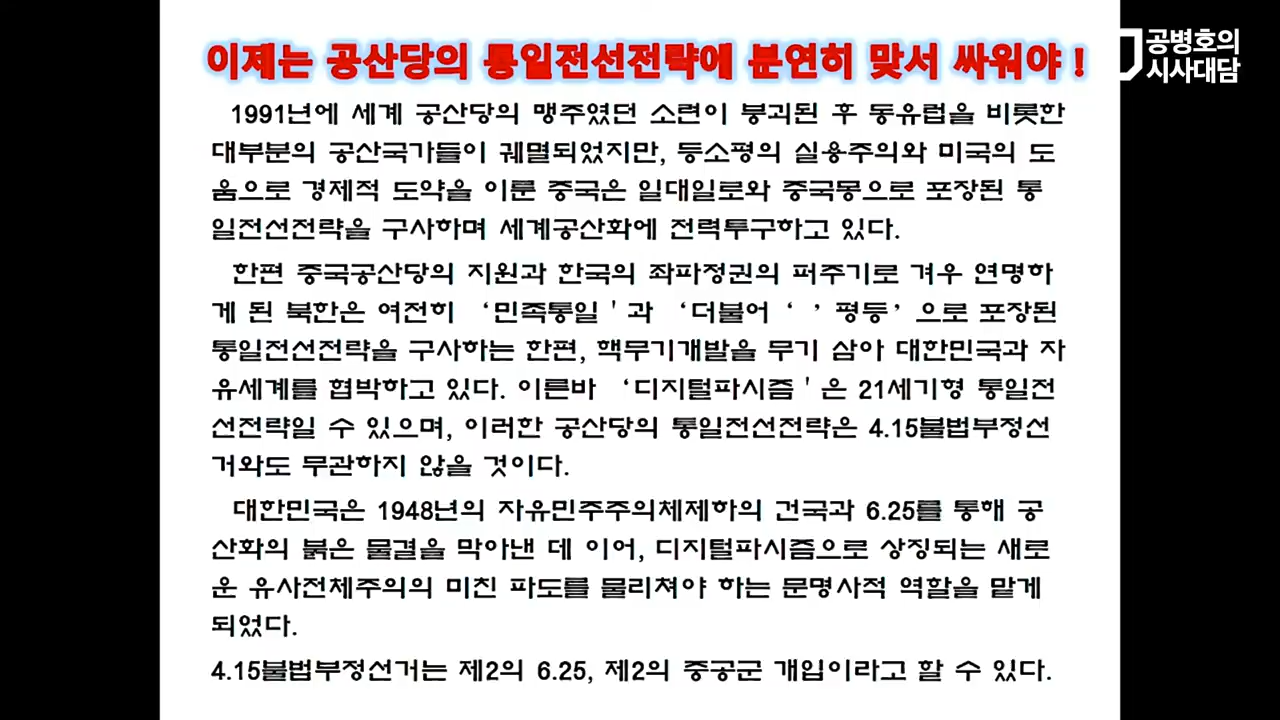 이제는 공산당의 통일전선전략에 분연히 맞서 싸워야 !
공병호의
시사대담
1991년에 세계 공산당의 맹주였던 소련이 붕괴된 후 동유럽을 비롯한
대부분의 공산국가들이 궤멸되었지만, 등소평의 실용주의와 미국의 도
움으로 경제적 도약을 이룬 중국은 일대일로와 중국몽으로 포장된 통
일전선전략을 구사하며 세계공산화에 전력투구하고 있다.
한편 중국공산당의 지원과 한국의 좌파정권의 퍼주기로 겨우 연명하
게 된 북한은 여전히 ‘민족통일＇과 ‘더불어 ‘ ’ 평등’ 으로 포장된
통일전선전략을 구사하는 한편, 핵무기개발을 무기 삼아 대한민국과 자
유세계를 협박하고 있다. 이른바 ‘디지털파시즘＇은 21세기형 통일전
선전략일 수 있으며, 이러한 공산당의 통일전선전략은 4.15불법부정선
거와도 무관하지 않을 것이다.
대한민국은 1948년의 자유민주주의체제하의 건국과 6.25를 통해 공
산화의 붉은 물결을 막아낸 데 이어, 디지털파시즘으로 상징되는 새로
운 유사전체주의의 미친 파도를 물리쳐야 하는 문명사적 역할을 맡게
되었다.
4.15불법부정선거는 제2의 6.25, 제2의 중공군 개입이라고 할 수 있다.